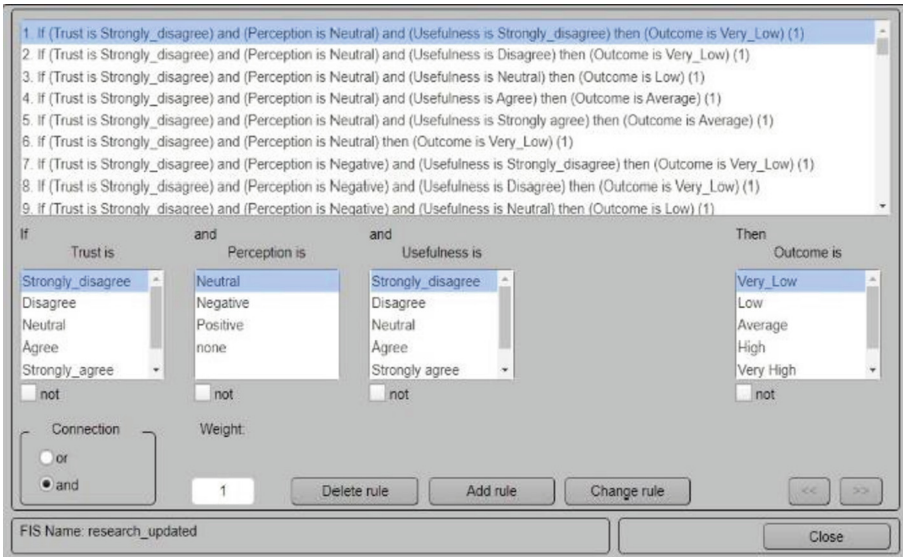 1. If (Trust is Strongly_disagree) and (Perception is Neutral) and (Usefulness is Strongly_disagree) then (Outcome is Very_Low) (1)
2. If (Trust is Strongly_disagree) and (Perception is Neutral) and (Usefulness is Disagree) then (Outcome is Very_Low) (1)
3. If (Trust is Strongly_disagree) and (Perception is Neutral) and (Usefulness is Neutral) then (Outcome is Low) (1)
4. If (Trust is Strongly_disagree) and (Perception is Neutral) and (Usefulness is Agree) then (Outcome is Average) (1)
5. If (Trust is Strongly_disagree) and (Perception is Neutral) and (Usefulness is Strongly agree) then (Outcome is Average) (1)
6. If (Trust is Strongly_disagree) and (Perception is Neutral) then (Outcome is Very_Low) (1)
7. If (Trust is Strongly_disagree) and (Perception is Negative) and (Usefulness is Strongly_disagree) then (Outcome is Very_Low) (1)
8. If (Trust is Strongly_disagree) and (Perception is Negative) and (Usefulness is Disagree) then (Outcome is Very_Low) (1)
9. If (Trust is Strongly_disagree) and (Perception is Negative) and (Usefulness is Neutral) then (Outcome is Low) (1)
If and and Then
Trust is Perception is Usefulness is Outcome is
Strongly_disagree Neutral Strongly_disagree Very_Low
Disagree Negative Disagree Low
Neutral Positive Neutral Average
Agree none Agree High
Strongly_agree Strongly agree Very High
not not not not
Connection Weight:
or
and 1 Delete rule Add rule Change rule << >>
FIS Name: research_updated Close